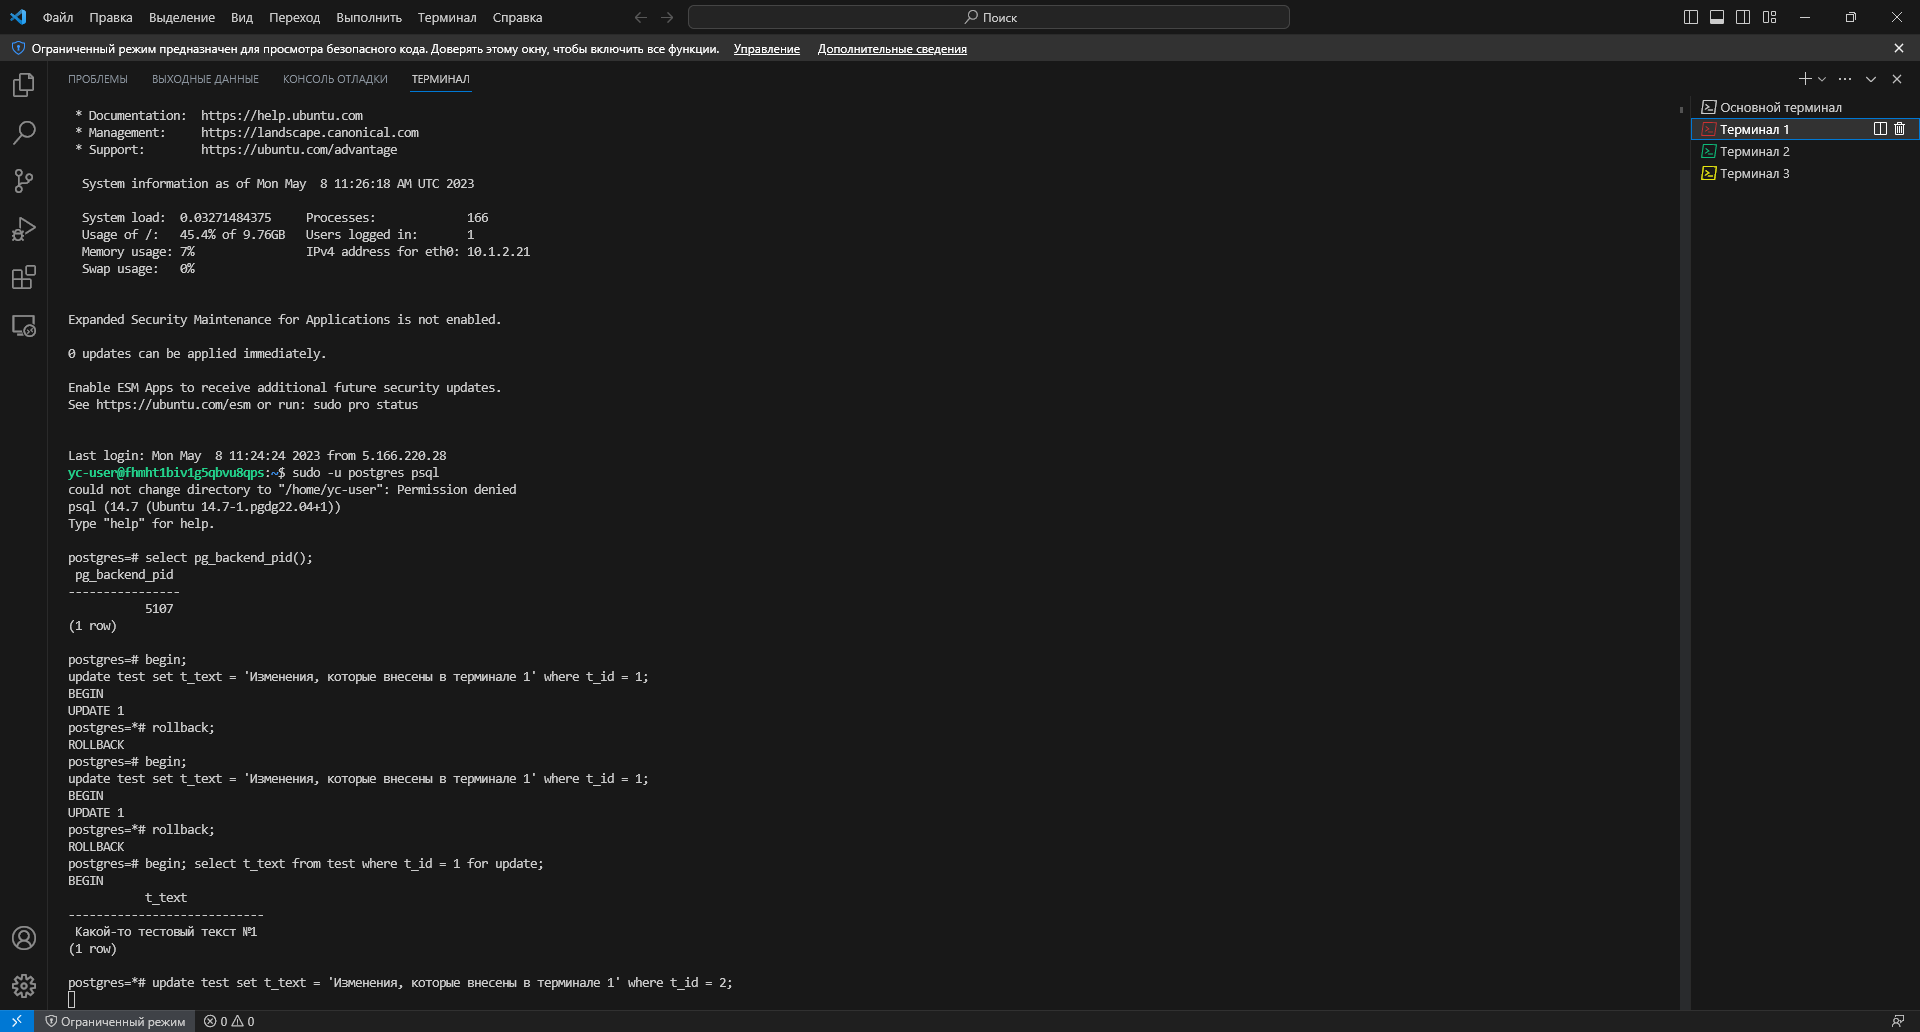 Файл Правка Выделение Вид Переход Выполнить Терминал Справка
Поиск
Ограниченный режим предназначен для просмотра безопасного кода. Доверять этому окну, чтобы включить все функции. Управление Дополнительные сведения
ПРОБЛЕМЫ ВЫХОДНЫЕ ДАННЫЕ КОНСОЛЬ ОТЛАДКИ ТЕРМИНАЛ
* Documentation: https://help.ubuntu.com
* Management: https://landscape.canonical.com
* Support: https://ubuntu.com/advantage
System information as of Mon May 8 11:26:18 AM UTC 2023
System load: 0.03271484375 Processes: 166
Usage of /: 45.4% of 9.76GB Users logged in: 1
Memory usage: 7% IPv4 address for eth0: 10.1.2.21
Swap usage: 0%
Expanded Security Maintenance for Applications is not enabled.
0 updates can be applied immediately.
Enable ESM Apps to receive additional future security updates.
See https://ubuntu.com/esm or run: sudo pro status
Last login: Mon May 8 11:24:24 2023 from 5.166.220.28
yc-user@fhmht1biv1g5qbvu8qps:~$ sudo -u postgres psql
could not change directory to "/home/yc-user": Permission denied
psql (14.7 (Ubuntu 14.7-1.pgdg22.04+1))
Type "help" for help.
postgres=# select pg_backend_pid();
pg_backend_pid
----------------
5107
(1 row)
postgres=# begin;
update test set t_text = 'Изменения, которые внесены в терминале 1' where t_id = 1;
BEGIN
UPDATE 1
postgres=*# rollback;
ROLLBACK
postgres=# begin;
update test set t_text = 'Изменения, которые внесены в терминале 1' where t_id = 1;
BEGIN
UPDATE 1
postgres=*# rollback;
ROLLBACK
postgres=# begin; select t_text from test where t_id = 1 for update;
BEGIN
t_text
----------------------------
Какой-то тестовый текст №1
(1 row)
postgres=*# update test set t_text = 'Изменения, которые внесены в терминале 1' where t_id = 2;
Основной терминал
Терминал 1
Терминал 2
Терминал 3
Ограниченный режим 0 0